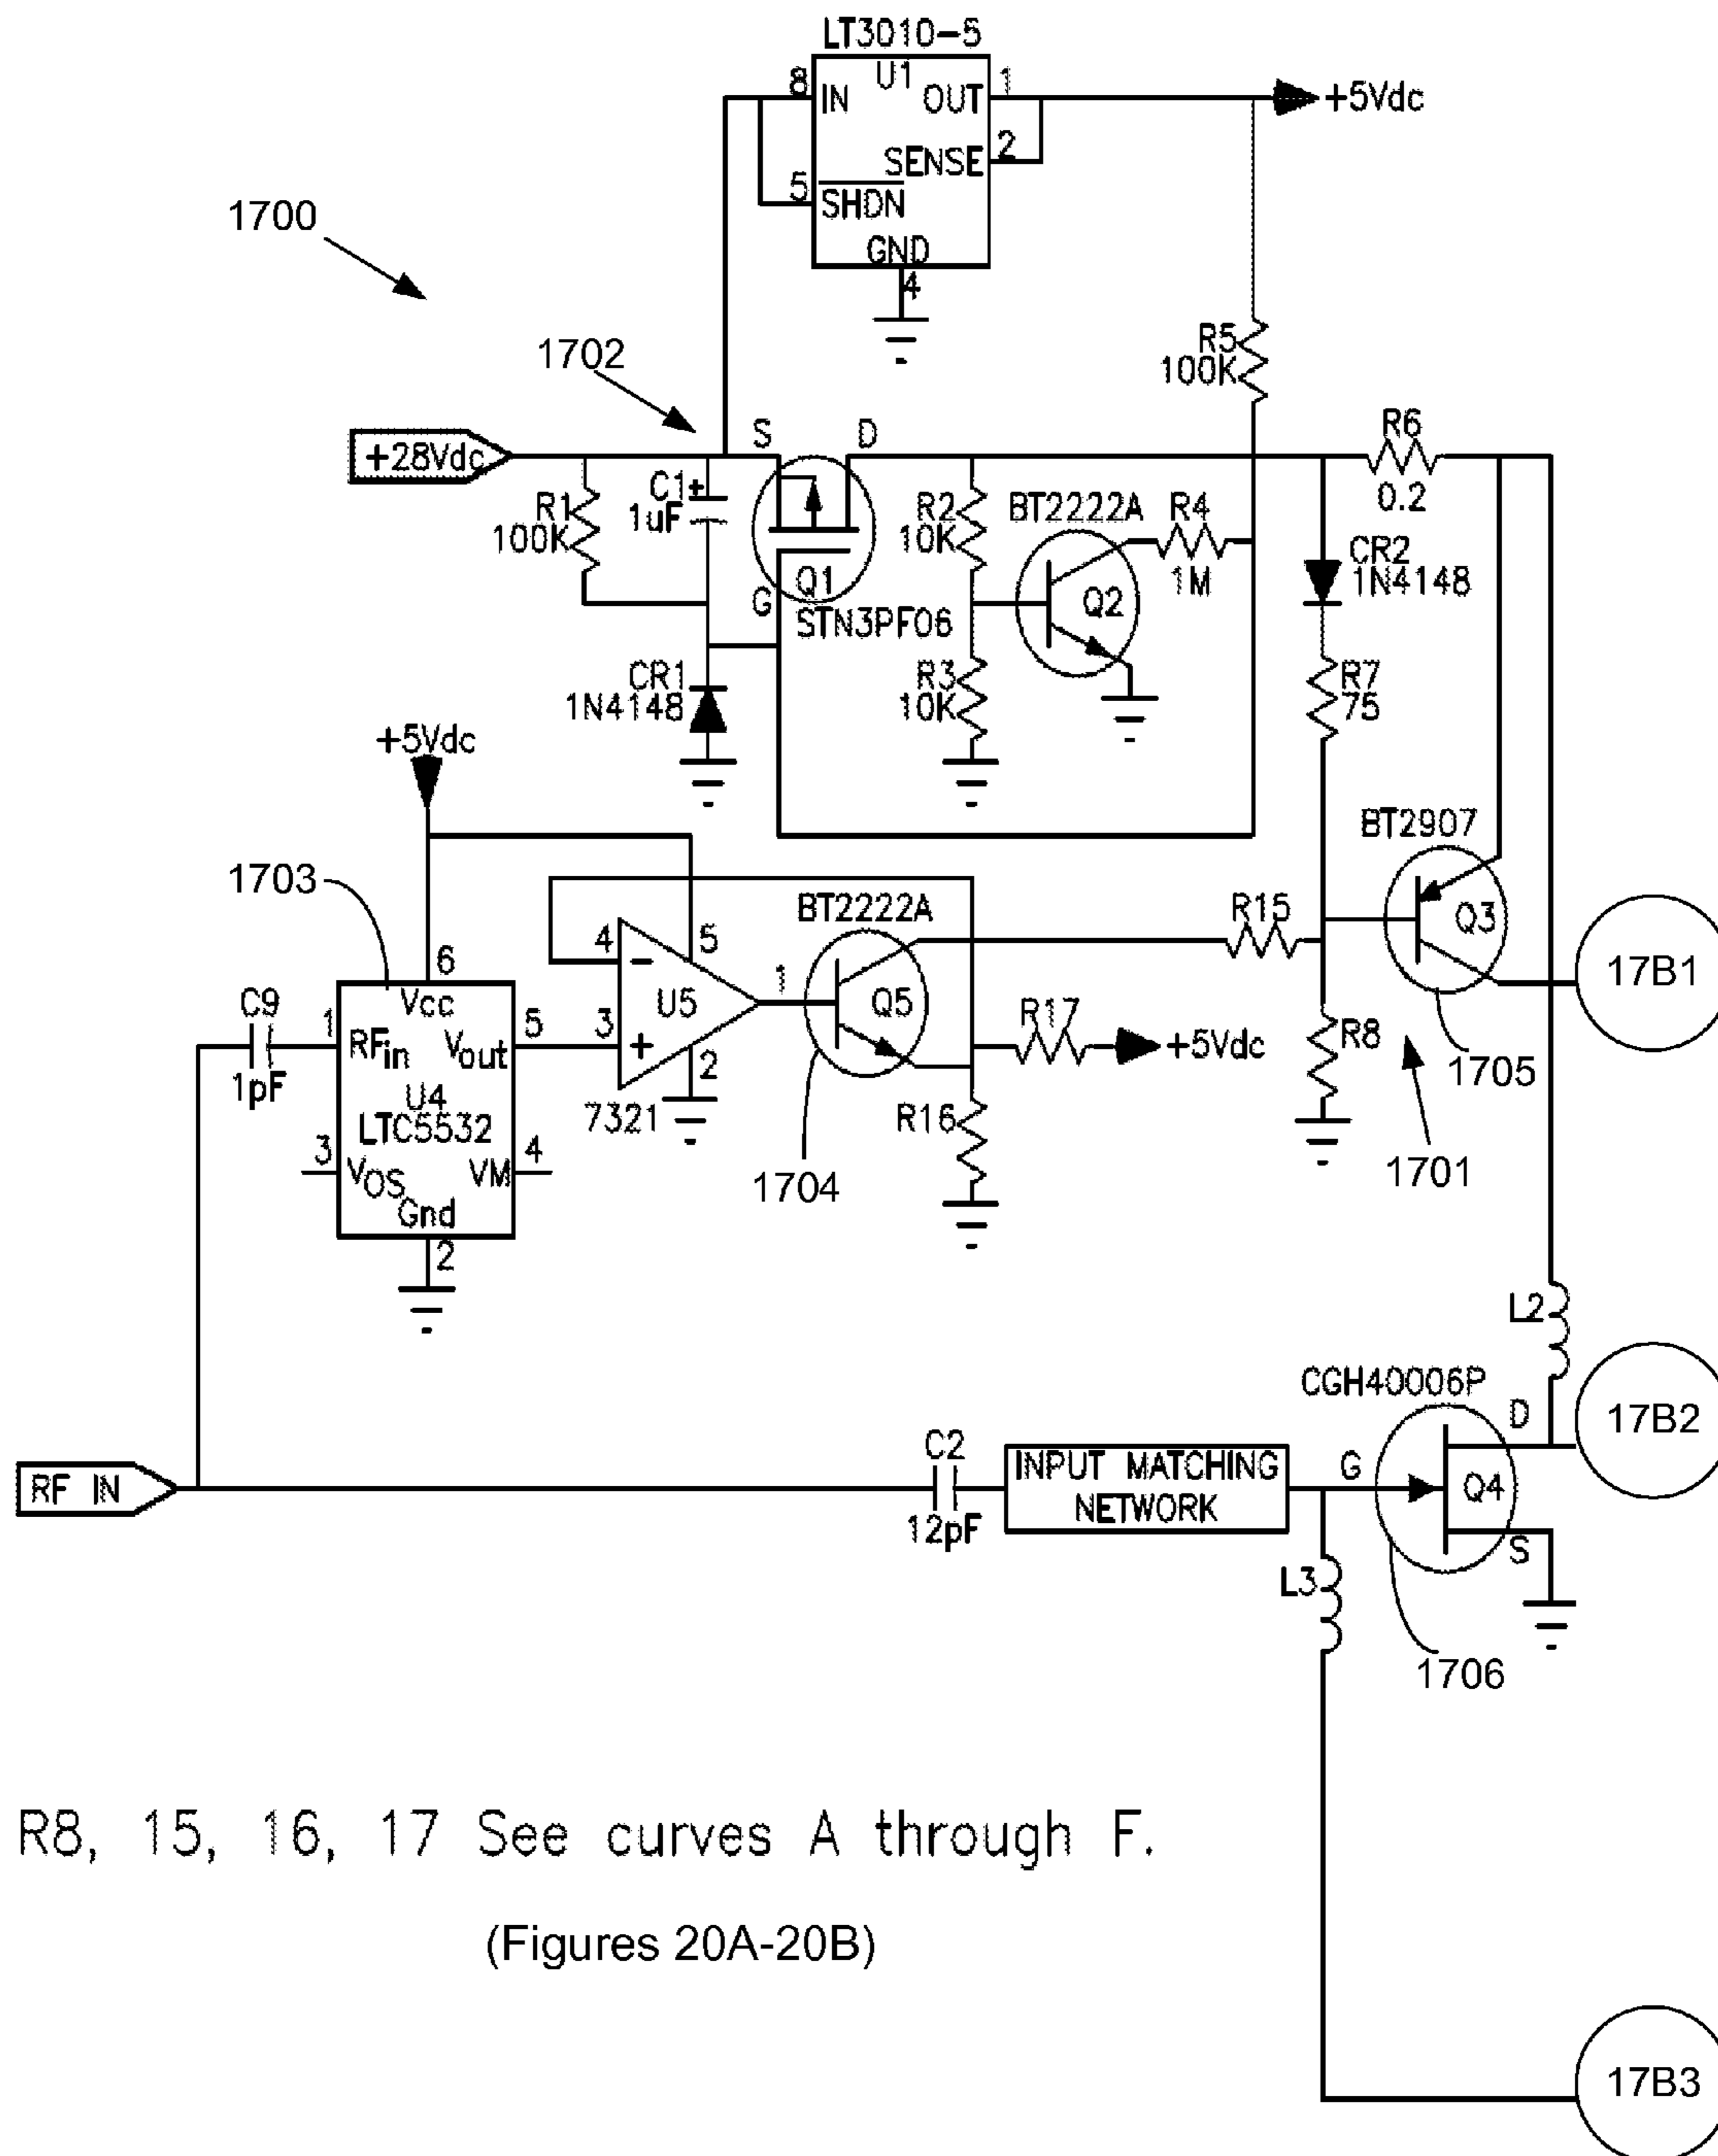 LT3010-5
U1
8
IN
OUT
1
+5Vdc
SENSE
2
5
SHDN
GND
4
1700
1702
R5
100K
+28Vdc
S
D
R6
0.2
R1
100K
C1
+
1uF
R2
10K
BT2222A
R4
1M
CR2
1N4148
Q1
G
STN3PF06
Q2
CR1
1N4148
R3
10K
R7
75
+5Vdc
BT2907
1703
BT2222A
R15
Q3
17B1
4
-
5
6
Vcc
U5
1
Q5
C9
1pF
1
RFin
Vout
5
3
+
2
R17
+5Vdc
R8
1705
U4
LTC5532
7321
R16
3
VOS
VM
4
1704
1701
Gnd
2
L2
CGH40006P
D
17B2
RF IN
C2
12pF
INPUT MATCHING
NETWORK
G
Q4
S
L3
1706
R8, 15, 16, 17 See curves A through F.
(Figures 20A-20B)
17B3